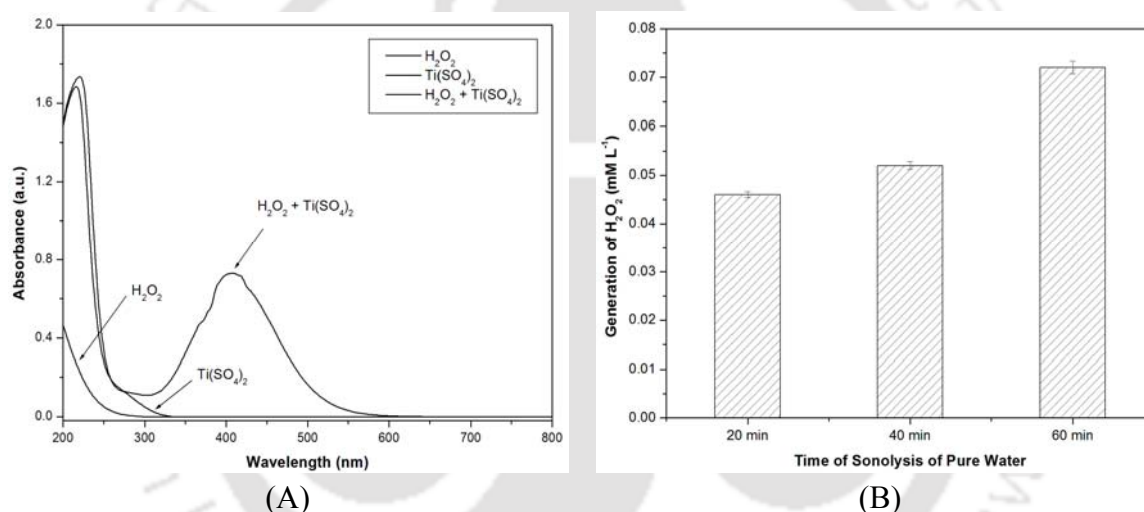 2.0
1.6
1.2
0.8
0.4
0.0
200 300 400 500 600 700 800
Absorbance (a.u.)
Wavelength (nm)
H₂O₂
Ti(SO₄)₂
H₂O₂ + Ti(SO₄)₂
H₂O₂ + Ti(SO₄)₂
H₂O₂
Ti(SO₄)₂
(A)
0.08
0.07
0.06
0.05
0.04
0.03
0.02
0.01
0.00
20 min 40 min 60 min
Generation of H₂O₂ (mM L⁻¹)
Time of Sonolysis of Pure Water
(B)